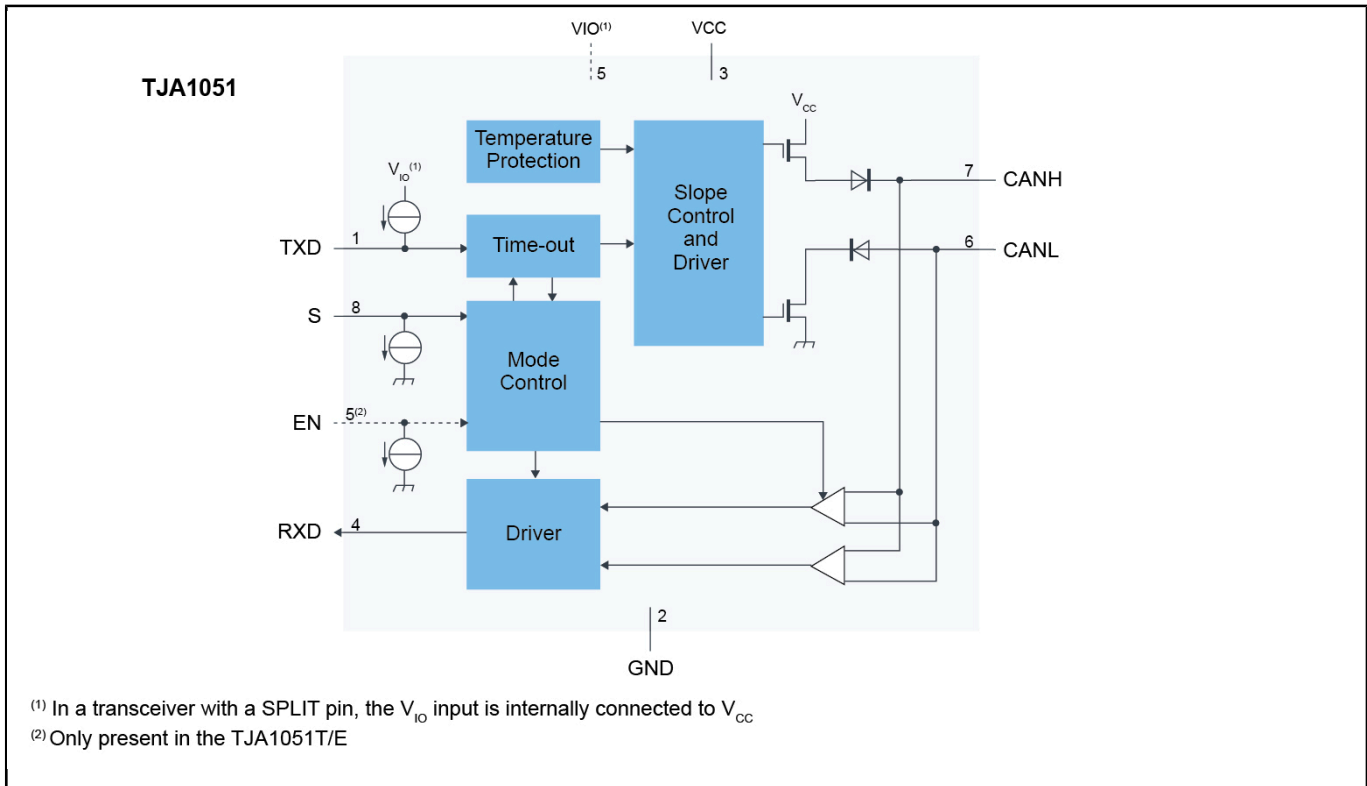 VIO(1)
VCC
5
3
TJA1051
VCC
Temperature
Protection
VIO(1)
Slope
Control
and
Driver
7
CANH
TXD
1
Time-out
6
CANL
S
8
Mode
Control
EN
5(2)
RXD
4
Driver
2
GND
(1) In a transceiver with a SPLIT pin, the VIO input is internally connected to VCC
(2) Only present in the TJA1051T/E